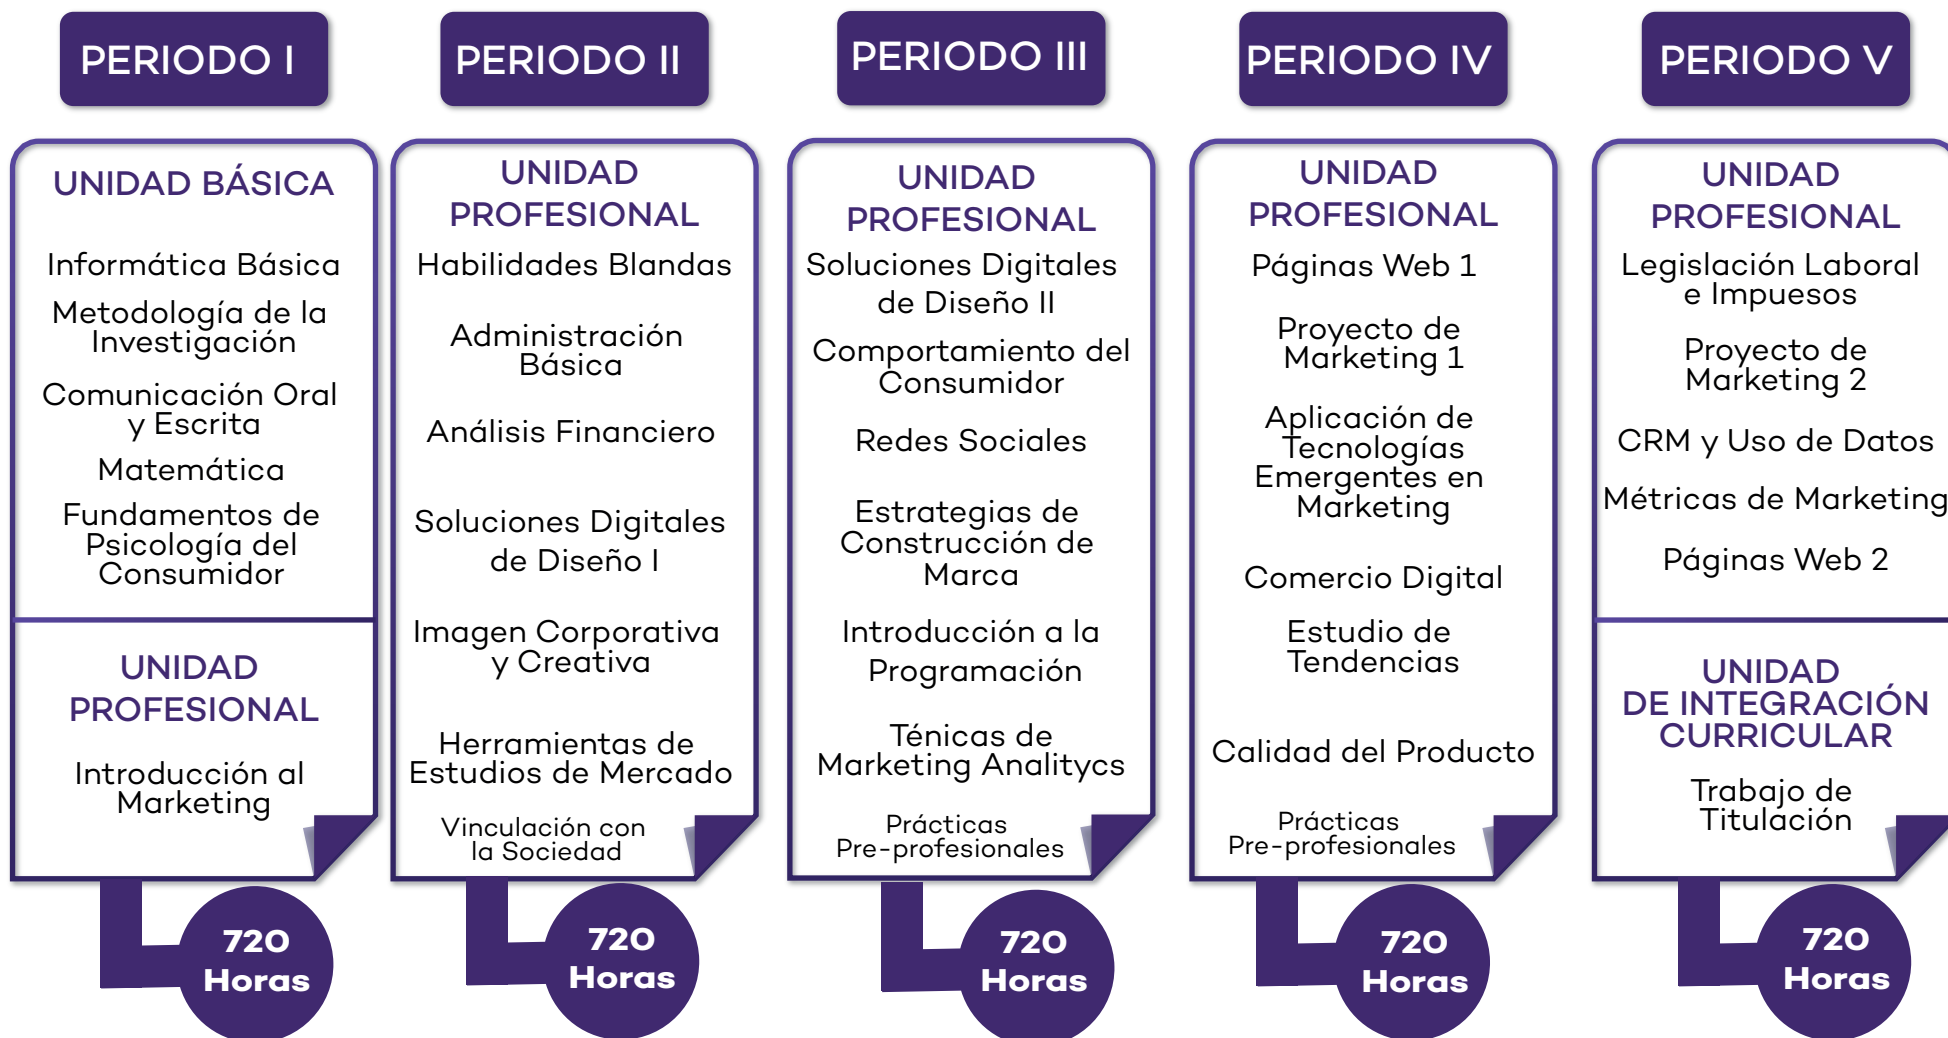 PERIODO I
UNIDAD BÁSICA
Informática Básica
Metodología de la
Investigación
Comunicación Oral
y Escrita
Matemática
Fundamentos de
Psicología del
Consumidor
UNIDAD
PROFESIONAL
Introducción al
Marketing
720
Horas
PERIODO II
UNIDAD
PROFESIONAL
Habilidades Blandas
Administración
Básica
Análisis Financiero
Soluciones Digitales
de Diseño I
Imagen Corporativa
y Creativa
Herramientas de
Estudios de Mercado
Vinculación con
la Sociedad
720
Horas
PERIODO III
UNIDAD
PROFESIONAL
Soluciones Digitales
de Diseño II
Comportamiento del
Consumidor
Redes Sociales
Estrategias de
Construcción de
Marca
Introducción a la
Programación
Ténicas de
Marketing Analitycs
Prácticas
Pre-profesionales
720
Horas
PERIODO IV
UNIDAD
PROFESIONAL
Páginas Web 1
Proyecto de
Marketing 1
Aplicación de
Tecnologías
Emergentes en
Marketing
Comercio Digital
Estudio de
Tendencias
Calidad del Producto
Prácticas
Pre-profesionales
720
Horas
PERIODO V
UNIDAD
PROFESIONAL
Legislación Laboral
e Impuesos
Proyecto de
Marketing 2
CRM y Uso de Datos
Métricas de Marketing
Páginas Web 2
UNIDAD
DE INTEGRACIÓN
CURRICULAR
Trabajo de
Titulación
720
Horas